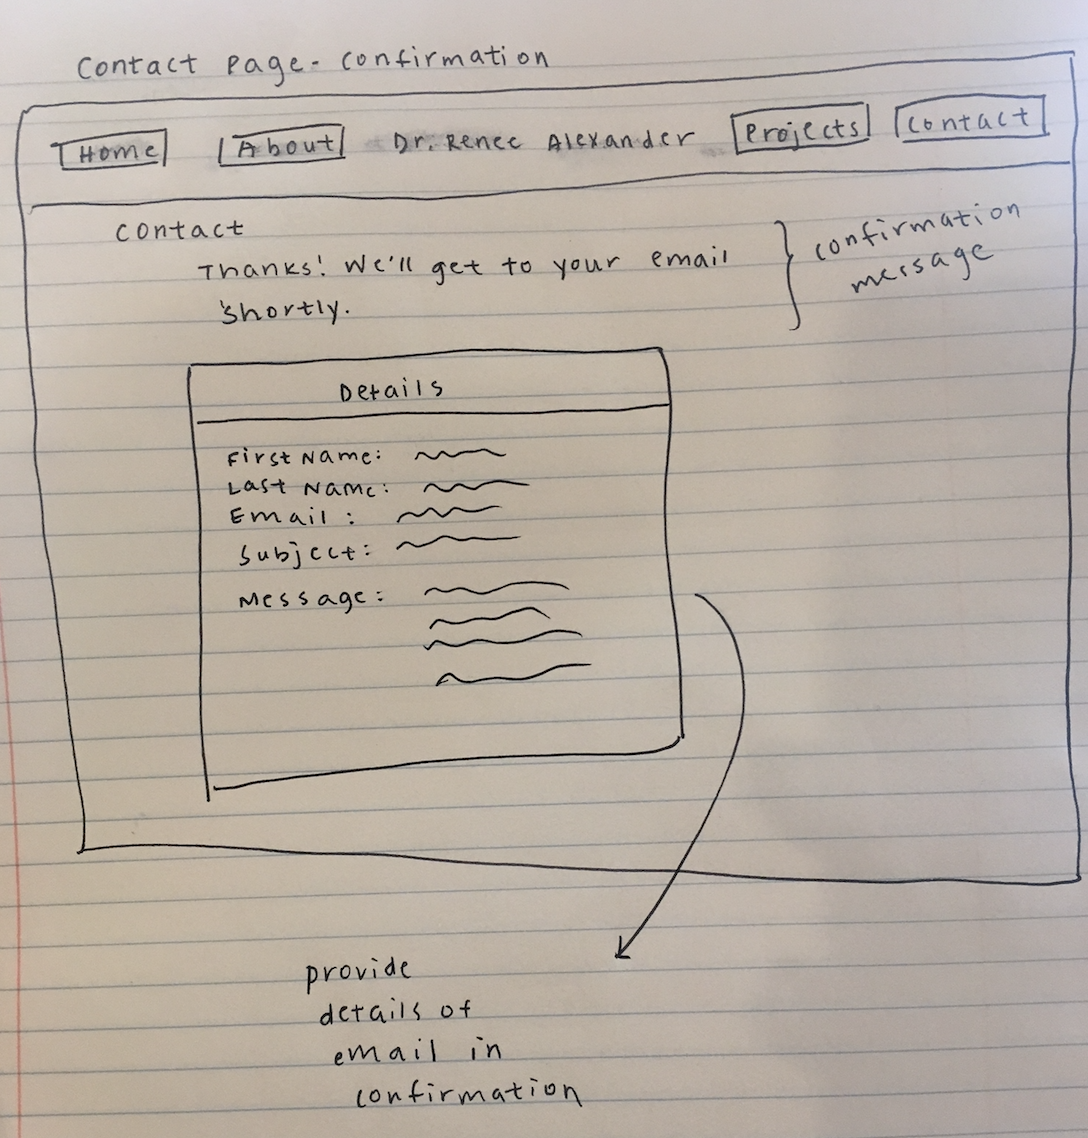 Contact Page - Confirmation
Home About Dr. Renee Alexander Projects Contact
Contact
Thanks! We'll get to your email
shortly.
confirmation
message
Details
First Name:
Last Name:
Email :
Subject:
Message:
provide
details of
email in
confirmation